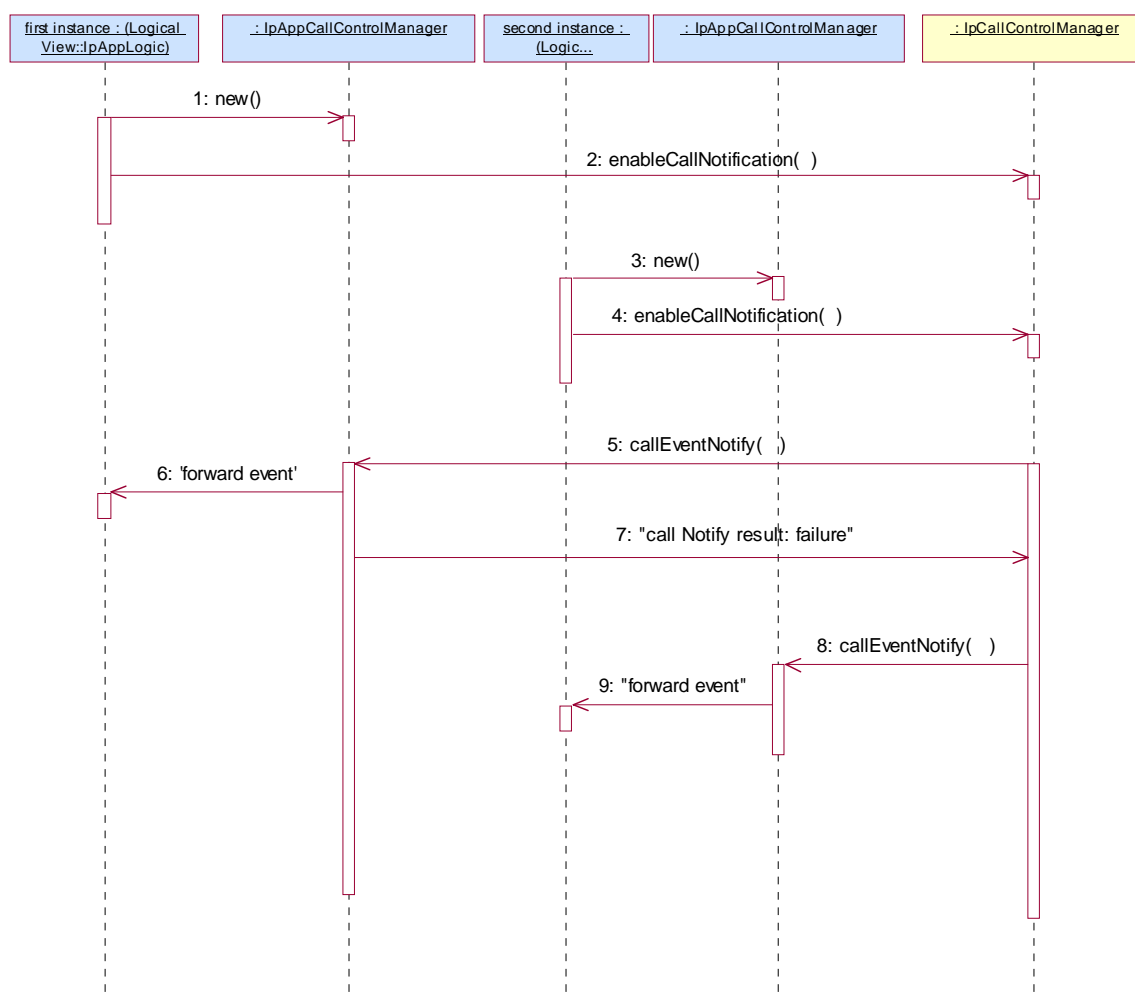 first instance : (Logical
View::IpAppLogic)
: IpAppCallControlManager
second instance :
(Logic...
: IpAppCallControlManager
: IpCallControlManager
1: new()
2: enableCallNotification( )
3: new()
4: enableCallNotification( )
5: callEventNotify( )
6: 'forward event'
7: "call Notify result: failure"
8: callEventNotify( )
9: "forward event"